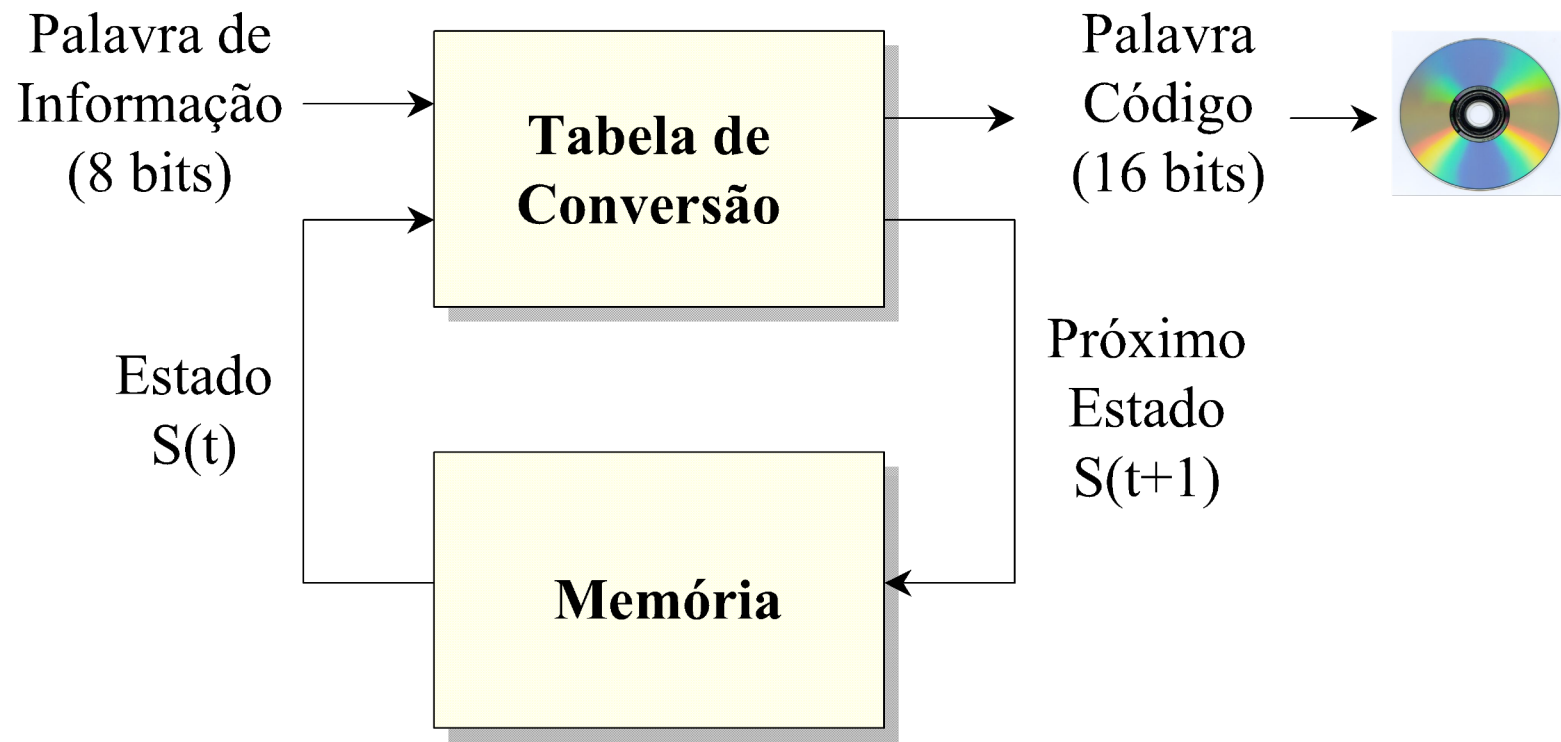 Palavra de
Informação
(8 bits)
Tabela de
Conversão
Palavra
Código
(16 bits)
Estado
S(t)
Próximo
Estado
S(t+1)
Memória